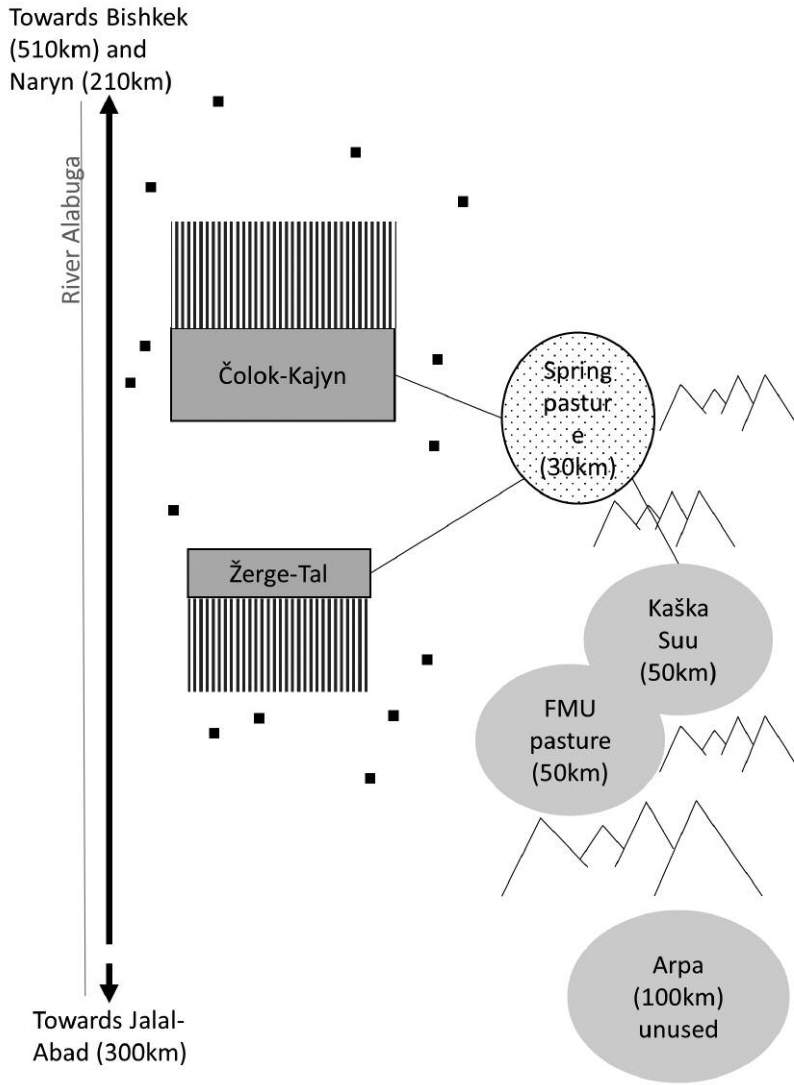 Towards Bishkek
(510km) and
Naryn (210km)
River Alabuga
Čolok-Kajyn
Spring
pastur
e
(30km)
Žerge-Tal
Kaška
Suu
(50km)
FMU
pasture
(50km)
Arpa
(100km)
unused
Towards Jalal-
Abad (300km)